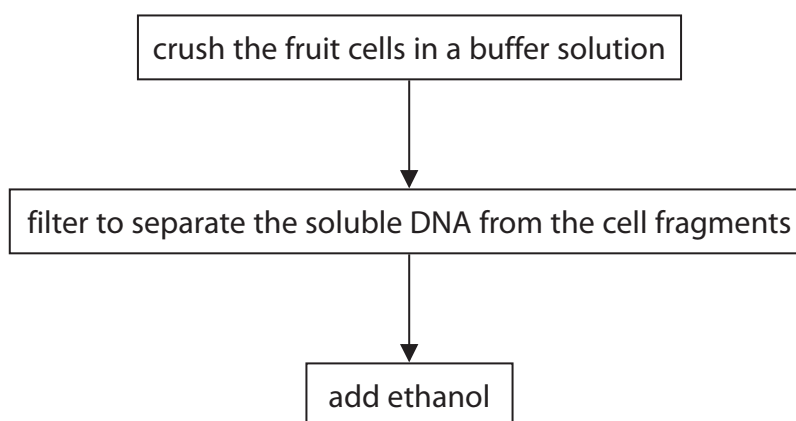 crush the fruit cells in a buffer solution
filter to separate the soluble DNA from the cell fragments
add ethanol